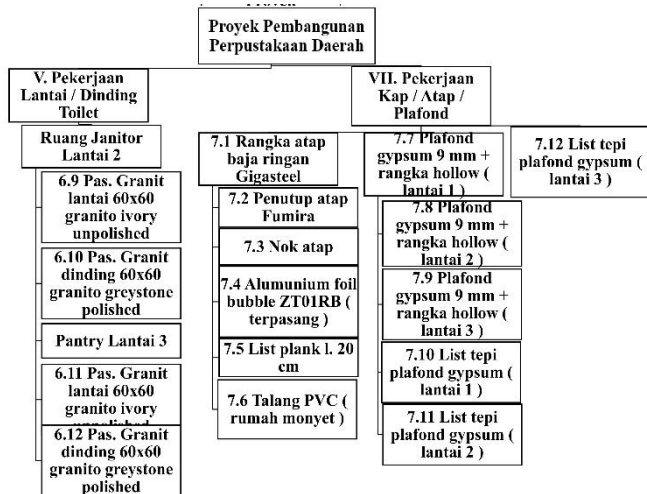 Proyek Pembangunan
Perpustakaan Daerah
V. Pekerjaan
Lantai / Dinding
Toilet
Ruang Janitor
Lantai 2
6.9 Pas. Granit
lantai 60x60
granito ivory
unpolished
6.10 Pas. Granit
dinding 60x60
granito greystone
polished
Pantry Lantai 3
6.11 Pas. Granit
lantai 60x60
granito ivory
6.12 Pas. Granit
dinding 60x60
granito greystone
polished
VII. Pekerjaan
Kap / Atap /
Plafond
7.1 Rangka atap
baja ringan
Gigasteel
7.2 Penutup atap
Fumira
7.3 Nok atap
7.4 Alumunium foil
bubble ZT01RB (
terpasang )
7.5 List plank l. 20
cm
7.6 Talang PVC (
rumah monyet )
7.7 Plafond
gypsum 9 mm +
rangka hollow (
lantai 1 )
7.8 Plafond
gypsum 9 mm +
rangka hollow (
lantai 2 )
7.9 Plafond
gypsum 9 mm +
rangka hollow (
lantai 3 )
7.10 List tepi
plafond gypsum (
lantai 1 )
7.11 List tepi
plafond gypsum (
lantai 2 )
7.12 List tepi
plafond gypsum (
lantai 3 )